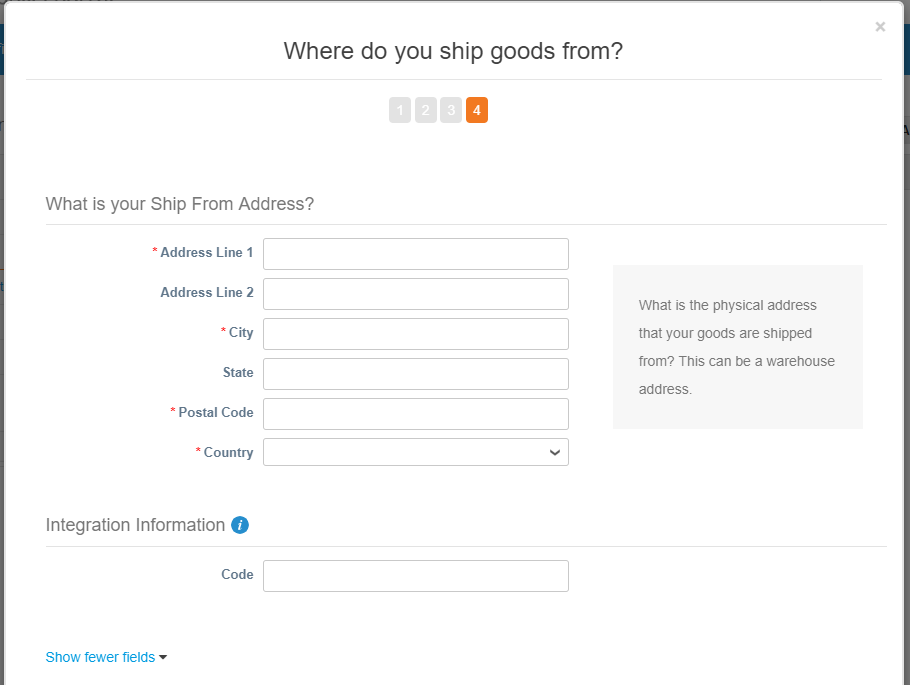 ×
Where do you ship goods from?
1 2 3 4
What is your Ship From Address?
* Address Line 1
Address Line 2
* City
State
* Postal Code
* Country
What is the physical address
that your goods are shipped
from? This can be a warehouse
address.
Integration Information i
Code
Show fewer fields